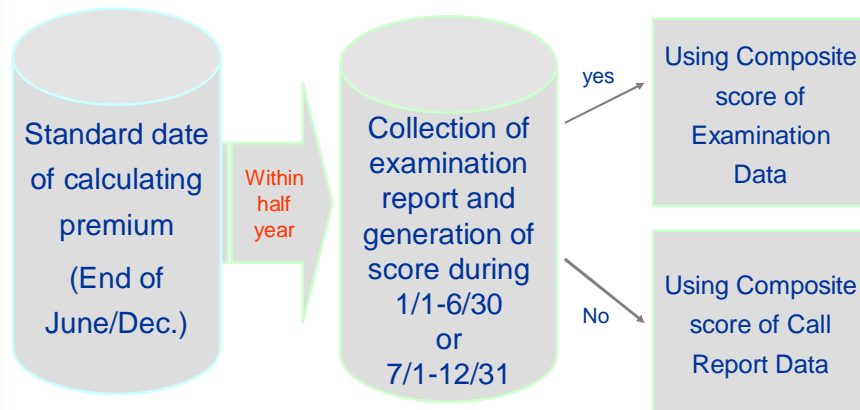 Standard date
of calculating
premium
(End of
June/Dec.)
Within
half
year
Collection of
examination
report and
generation of
score during
1/1-6/30
or
7/1-12/31
yes
Using Composite
score of
Examination
Data
No
Using Composite
score of Call
Report Data